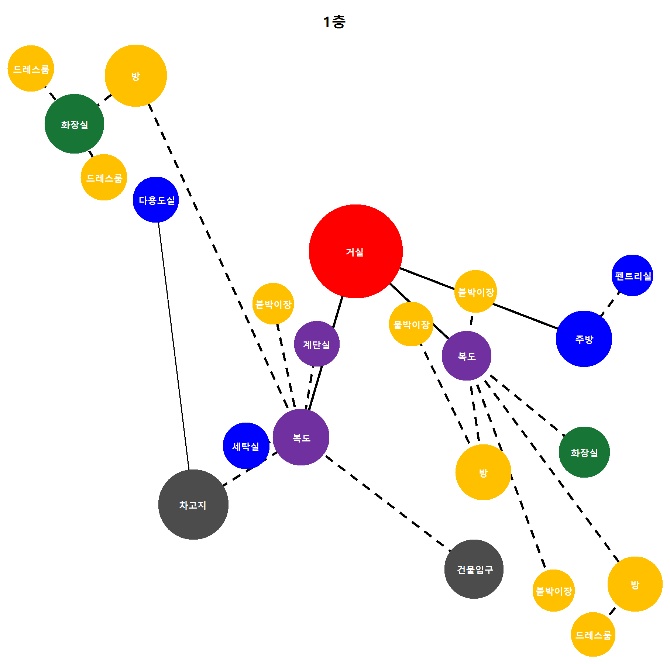 1층
드레스룸
방
화장실
드레스룸
다용도실
거실
펜트리실
붙박이장
붙박이장
물박이장
주방
계단실
복도
복도
세탁실
화장실
방
차고지
건물입구
방
붙박이장
드레스룸